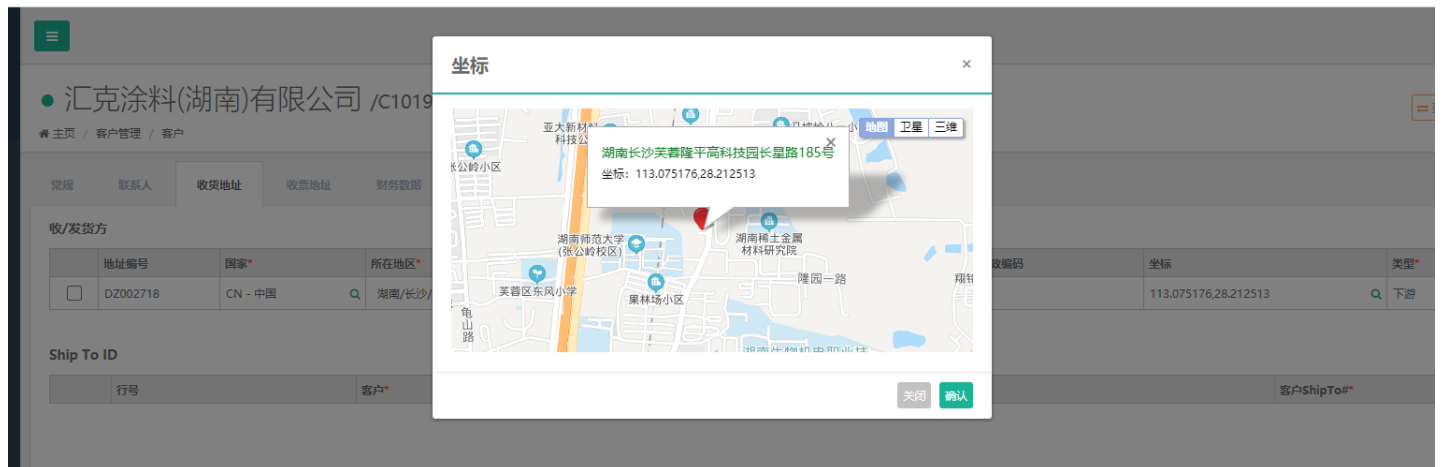 坐标
×
汇克涂料(湖南)有限公司 /C1019
主页 / 客户管理 / 客户
常规 联系人 收货地址 收票地址 财务数据
收/发货方
地址编号 国家* 所在地区* 坐标 类型*
DZ002718 CN - 中国 湖南/长沙/ 113.075176,28.212513 下游
Ship To ID
行号 客户* 客户ShipTo#*
地图 卫星 三维
亚大新材
科技公
湖南长沙芙蓉隆平高科技园长星路185号
坐标：113.075176,28.212513
长公岭小区
湖南师范大学
(张公岭校区)
湖南稀土金属
材料研究院
芙蓉区东风小学
果林场小区
隆园一路
龟山路
关闭 确认